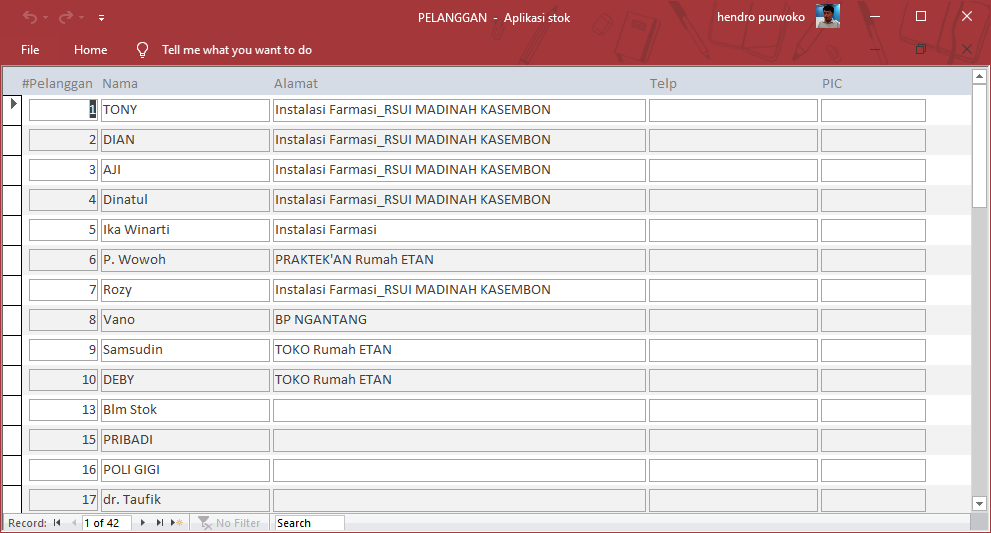 PELANGGAN - Aplikasi stok
hendro purwoko
File Home Tell me what you want to do
#Pelanggan Nama Alamat Telp PIC
1 TONY Instalasi Farmasi_RSUI MADINAH KASEMBON
2 DIAN Instalasi Farmasi_RSUI MADINAH KASEMBON
3 AJI Instalasi Farmasi_RSUI MADINAH KASEMBON
4 Dinatul Instalasi Farmasi_RSUI MADINAH KASEMBON
5 Ika Winarti Instalasi Farmasi
6 P. Wowoh PRAKTEK'AN Rumah ETAN
7 Rozy Instalasi Farmasi_RSUI MADINAH KASEMBON
8 Vano BP NGANTANG
9 Samsudin TOKO Rumah ETAN
10 DEBY TOKO Rumah ETAN
13 Blm Stok
15 PRIBADI
16 POLI GIGI
17 dr. Taufik
Record: 1 of 42 No Filter Search